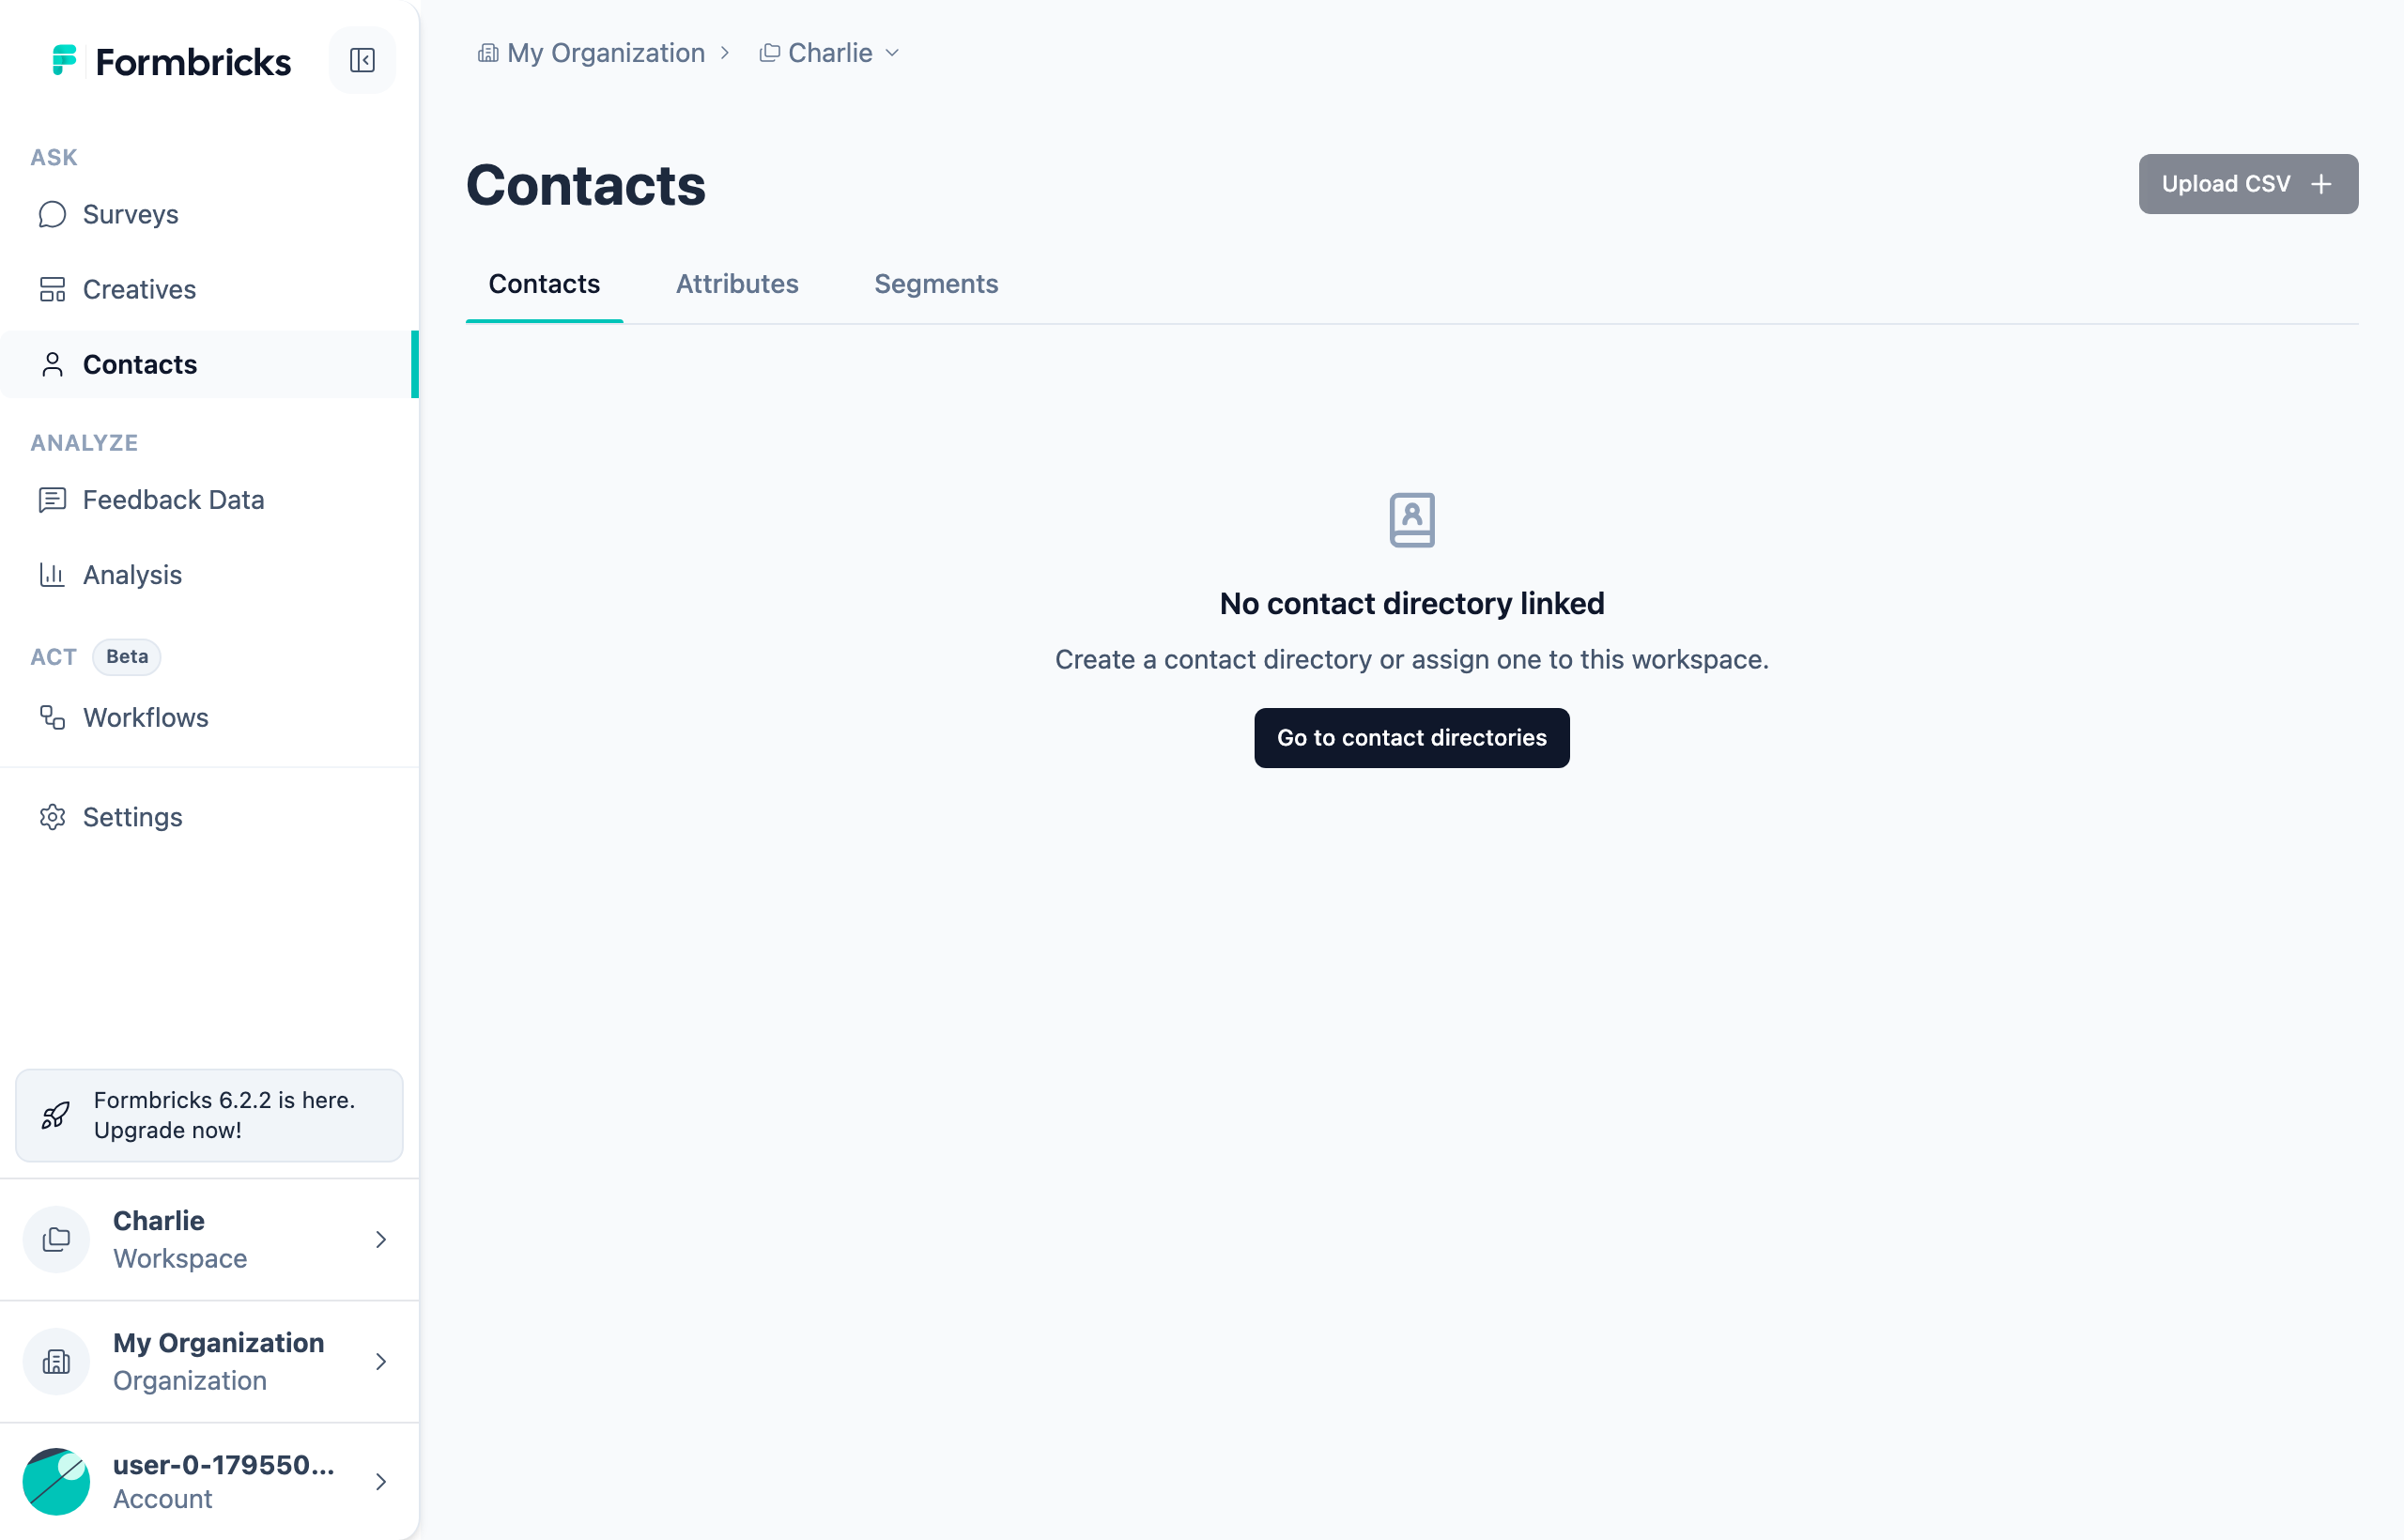 Formbricks
ASK
Surveys
Creatives
Contacts
ANALYZE
Feedback Data
Analysis
ACT Beta
Workflows
Settings
Formbricks 6.2.2 is here.
Upgrade now!
Charlie
Workspace
My Organization
Organization
user-0-179550...
Account
My Organization Charlie
Contacts
Upload CSV
Contacts Attributes Segments
No contact directory linked
Create a contact directory or assign one to this workspace.
Go to contact directories